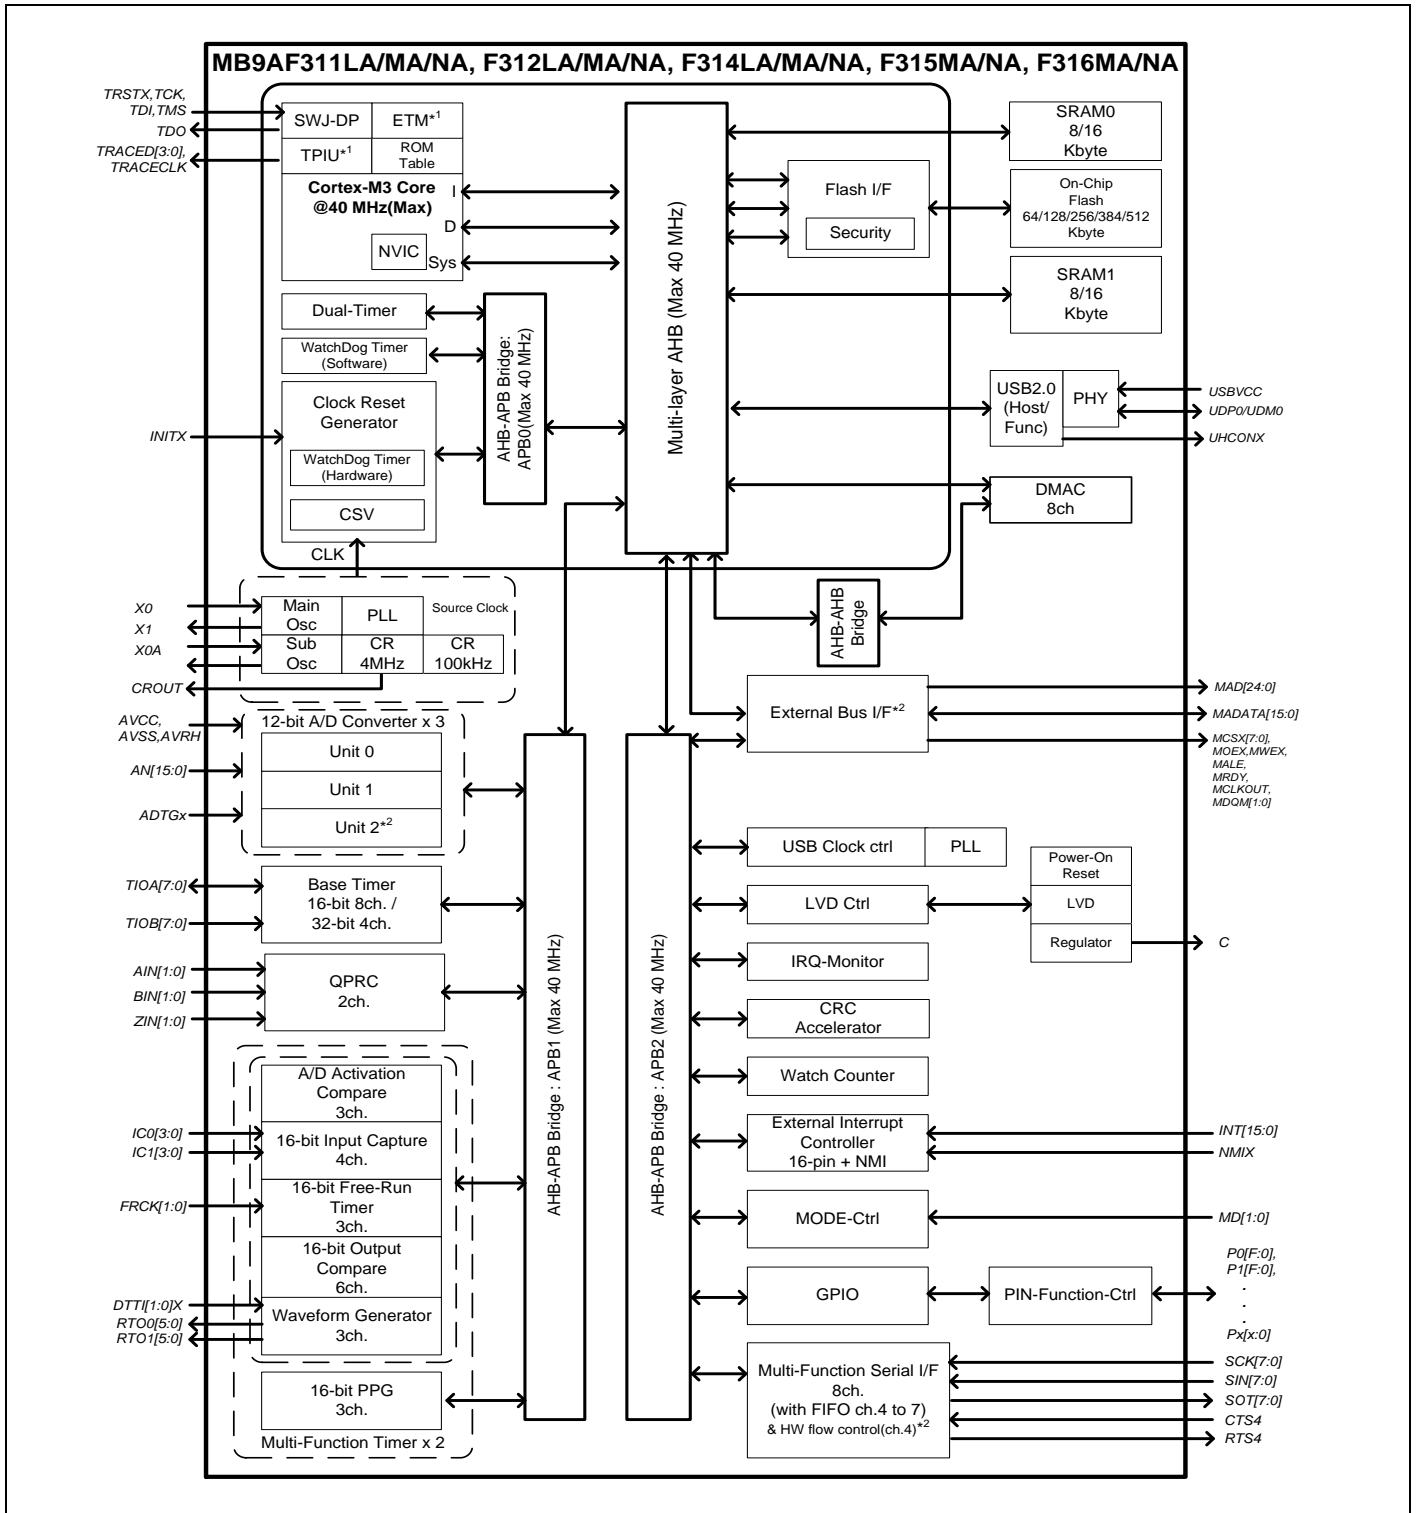 MB9AF311LA/MA/NA, F312LA/MA/NA, F314LA/MA/NA, F315MA/NA, F316MA/NA
TRSTX,TCK,
TDI,TMS
TDO
TRACED[3:0],
TRACECLK
SWJ-DP
ETM*1
TPIU*1
ROM
Table
Cortex-M3 Core
@40 MHz(Max)
I
D
NVIC
Sys
Dual-Timer
WatchDog Timer
(Software)
Clock Reset
Generator
WatchDog Timer
(Hardware)
CSV
CLK
INITX
AHB-APB Bridge:
APB0(Max 40 MHz)
Multi-layer AHB (Max 40 MHz)
Flash I/F
Security
SRAM0
8/16
Kbyte
On-Chip
Flash
64/128/256/384/512
Kbyte
SRAM1
8/16
Kbyte
USB2.0
(Host/
Func)
PHY
USBVCC
UDP0/UDM0
UHCONX
DMAC
8ch
AHB-AHB
Bridge
X0
X1
X0A
CROUT
Main
Osc
PLL
Source Clock
Sub
Osc
CR
4MHz
CR
100kHz
AVCC,
AVSS,AVRH
AN[15:0]
ADTGx
12-bit A/D Converter x 3
Unit 0
Unit 1
Unit 2*2
TIOA[7:0]
TIOB[7:0]
Base Timer
16-bit 8ch. /
32-bit 4ch.
AIN[1:0]
BIN[1:0]
ZIN[1:0]
QPRC
2ch.
IC0[3:0]
IC1[3:0]
FRCK[1:0]
DTTI[1:0]X
RTO0[5:0]
RTO1[5:0]
A/D Activation
Compare
3ch.
16-bit Input Capture
4ch.
16-bit Free-Run
Timer
3ch.
16-bit Output
Compare
6ch.
Waveform Generator
3ch.
16-bit PPG
3ch.
Multi-Function Timer x 2
AHB-APB Bridge : APB1 (Max 40 MHz)
AHB-APB Bridge : APB2 (Max 40 MHz)
External Bus I/F*2
MAD[24:0]
MADATA[15:0]
MCSX[7:0],
MOEX,MWEX,
MALE,
MRDY,
MCLKOUT,
MDQM[1:0]
USB Clock ctrl
PLL
LVD Ctrl
Power-On
Reset
LVD
Regulator
C
IRQ-Monitor
CRC
Accelerator
Watch Counter
External Interrupt
Controller
16-pin + NMI
INT[15:0]
NMIX
MODE-Ctrl
MD[1:0]
GPIO
PIN-Function-Ctrl
P0[F:0],
P1[F:0],
.
.
.
Px[x:0]
Multi-Function Serial I/F
8ch.
(with FIFO ch.4 to 7)
& HW flow control(ch.4)*2
SCK[7:0]
SIN[7:0]
SOT[7:0]
CTS4
RTS4